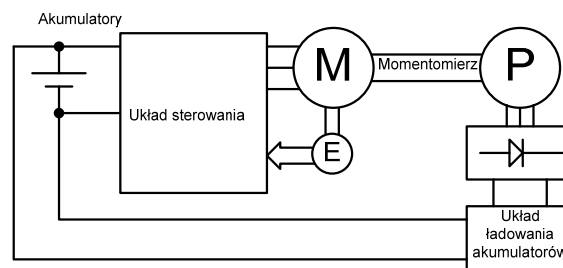 Akumulatory
Układ sterowania
M
Momentomierz
P
E
Układ
ładowania
akumulatorów